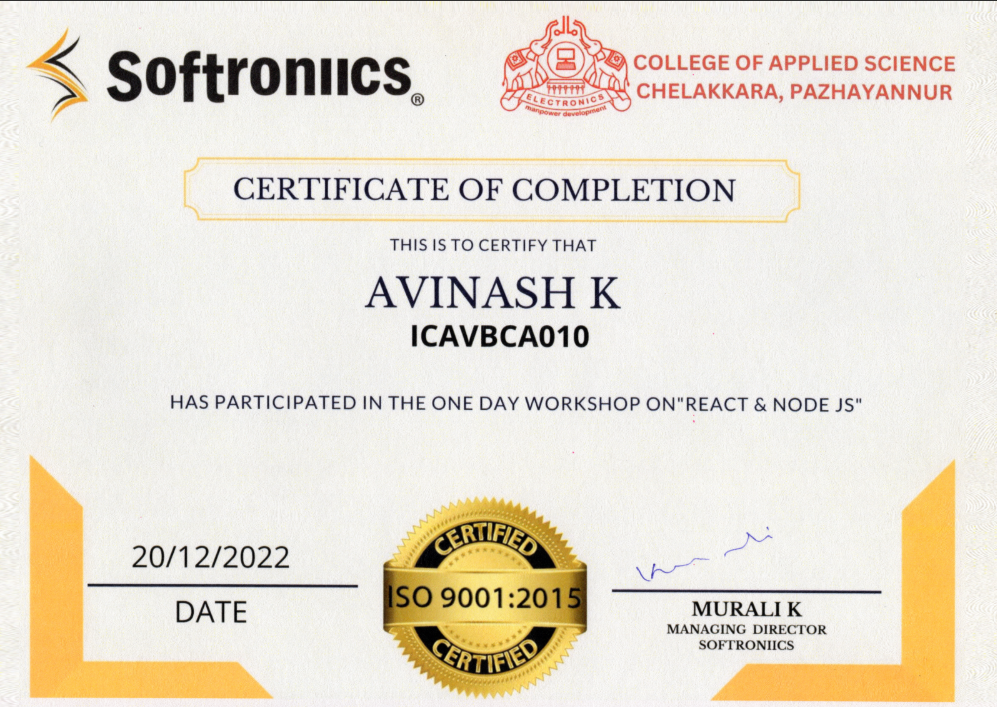 Softroniics®
COLLEGE OF APPLIED SCIENCE
CHELAKKARA, PAZHAYANNUR
ELECTRONICS
manpower development
CERTIFICATE OF COMPLETION
THIS IS TO CERTIFY THAT
AVINASH K
ICAVBCA010
HAS PARTICIPATED IN THE ONE DAY WORKSHOP ON"REACT & NODE JS"
20/12/2022
DATE
CERTIFIED
ISO 9001:2015
CERTIFIED
MURALI K
MANAGING DIRECTOR
SOFTRONIICS